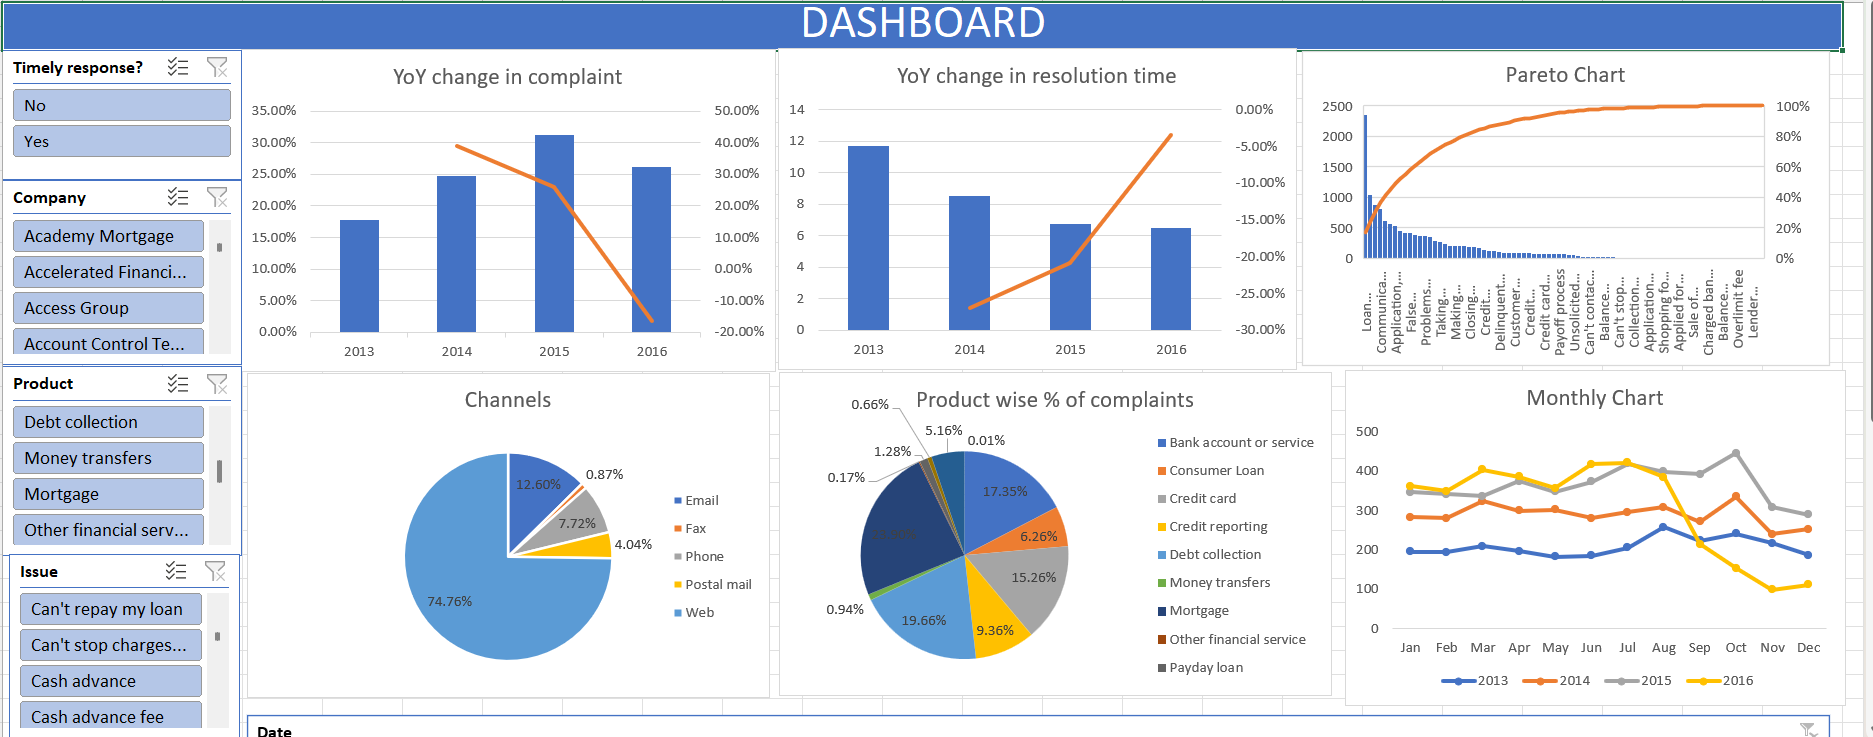 DASHBOARD
Timely response?
No
Yes
Company
Academy Mortgage
Accelerated Financi...
Access Group
Account Control Te...
Product
Debt collection
Money transfers
Mortgage
Other financial serv...
Issue
Can't repay my loan
Can't stop charges...
Cash advance
Cash advance fee
YoY change in complaint
35.00%
30.00%
25.00%
20.00%
15.00%
10.00%
5.00%
0.00%
50.00%
40.00%
30.00%
20.00%
10.00%
0.00%
-10.00%
-20.00%
2013 2014 2015 2016
YoY change in resolution time
14
12
10
8
6
4
2
0
0.00%
-5.00%
-10.00%
-15.00%
-20.00%
-25.00%
-30.00%
2013 2014 2015 2016
Pareto Chart
2500
2000
1500
1000
500
0
100%
80%
60%
40%
20%
0%
Loan...
Communica...
Application,...
False...
Problems...
Taking...
Making...
Closing...
Credit...
Delinquent...
Customer...
Credit...
Credit card...
Payoff process
Unsolicited...
Can't contac...
Balance...
Can't stop...
Collection...
Application...
Shopping fo...
Applied for...
Sale of...
Charged ban...
Balance...
Overlimit fee
Lender...
Channels
12.60%
0.87%
7.72%
4.04%
74.76%
Email
Fax
Phone
Postal mail
Web
Product wise % of complaints
0.66%
5.16%
0.01%
1.28%
0.17%
17.35%
6.26%
15.26%
9.36%
19.66%
0.94%
Bank account or service
Consumer Loan
Credit card
Credit reporting
Debt collection
Money transfers
Mortgage
Other financial service
Payday loan
Monthly Chart
500
400
300
200
100
0
Jan Feb Mar Apr May Jun Jul Aug Sep Oct Nov Dec
2013 2014 2015 2016
Date